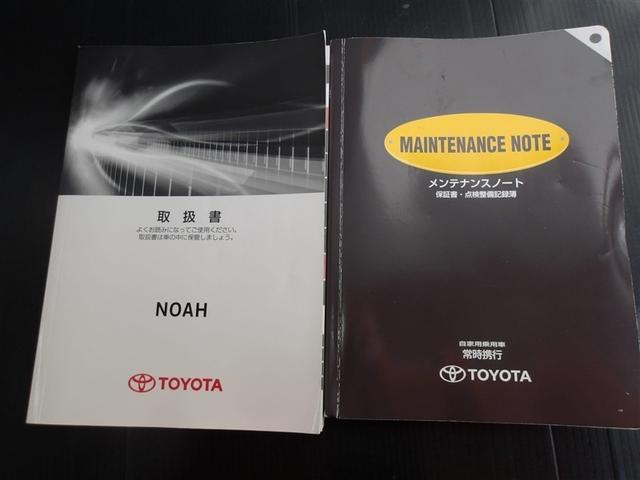 取扱書
よくお読みになってご使用ください。
取扱書は車の中に保管しましょう。
NOAH
TOYOTA
MAINTENANCE NOTE
メンテナンスノート
保証書・点検整備記録簿
自家用乗用車
常時携行
TOYOTA